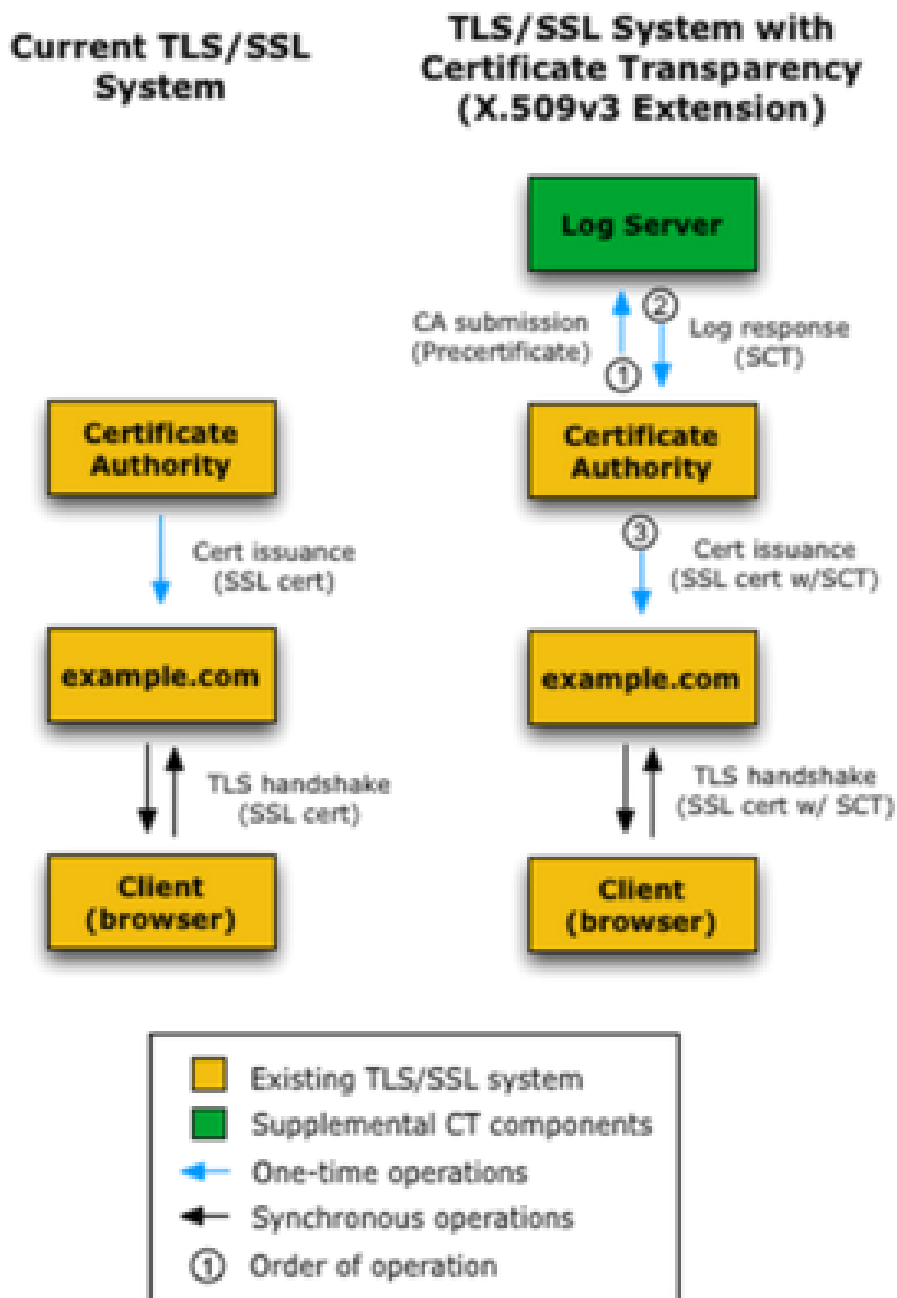 Current TLS/SSL
System
TLS/SSL System with
Certificate Transparency
(X.509v3 Extension)
Log Server
CA submission
(Precertificate)
1
2
Log response
(SCT)
Certificate
Authority
Cert issuance
(SSL cert)
example.com
TLS handshake
(SSL cert)
Client
(browser)
Certificate
Authority
3
Cert issuance
(SSL cert w/SCT)
example.com
TLS handshake
(SSL cert w/ SCT)
Client
(browser)
Existing TLS/SSL system
Supplemental CT components
One-time operations
Synchronous operations
1 Order of operation